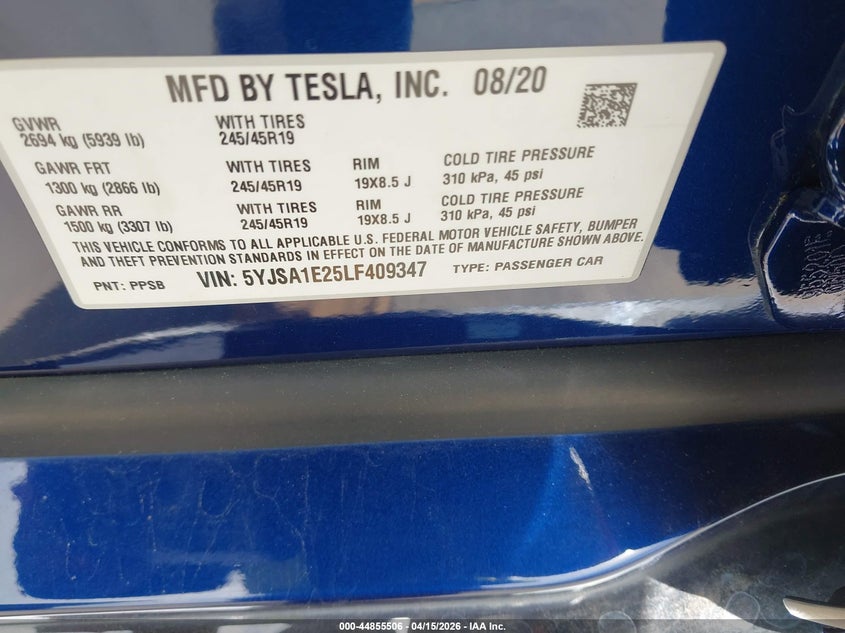 MFD BY TESLA, INC. 08/20
GVWR WITH TIRES
2694 kg (5939 lb) 245/45R19
GAWR FRT WITH TIRES RIM COLD TIRE PRESSURE
1300 kg (2866 lb) 245/45R19 19X8.5 J 310 kPa, 45 psi
GAWR RR WITH TIRES RIM COLD TIRE PRESSURE
1500 kg (3307 lb) 245/45R19 19X8.5 J 310 kPa, 45 psi
THIS VEHICLE CONFORMS TO ALL APPLICABLE U.S. FEDERAL MOTOR VEHICLE SAFETY, BUMPER
AND THEFT PREVENTION STANDARDS IN EFFECT ON THE DATE OF MANUFACTURE SHOWN ABOVE.
PNT: PPSB VIN: 5YJSA1E25LF409347 TYPE: PASSENGER CAR
000-44855506 - 04/15/2026 - IAA Inc.